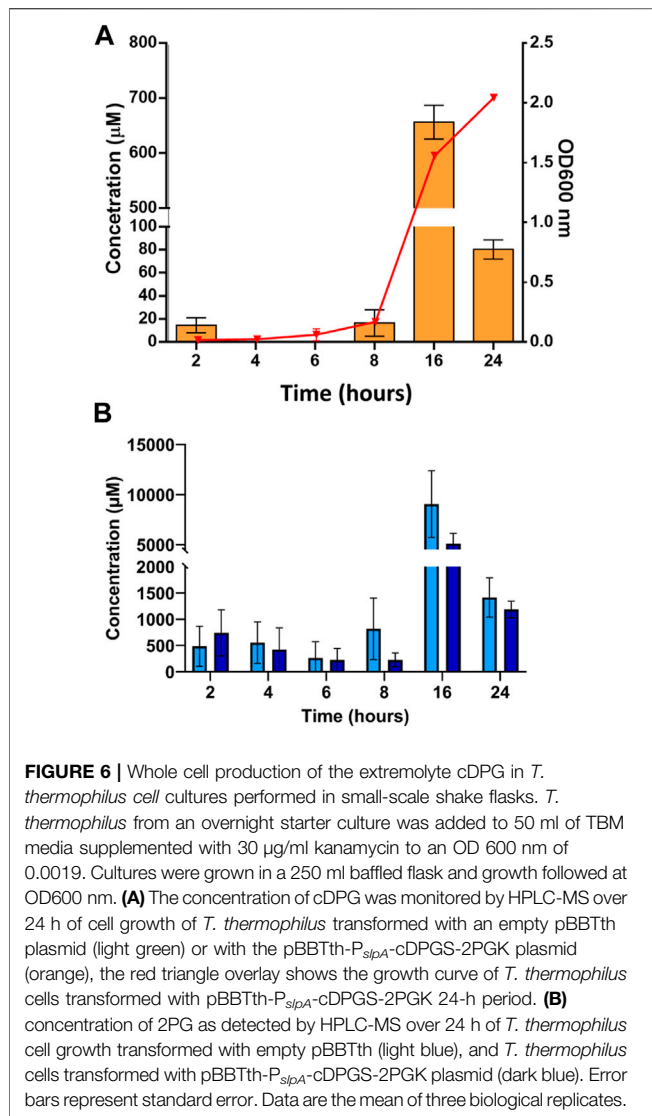 A
800
700
600
500
100
80
60
40
20
0
Concetration (µM)
2.5
2.0
1.5
1.0
0.5
0.0
OD600 nm
2 4 6 8 16 24
Time (hours)
B
15000
10000
5000
2000
1500
1000
500
0
Concentration (µM)
2 4 6 8 16 24
Time (hours)
FIGURE 6 | Whole cell production of the extremolyte cDPG in T.
thermophilus cell cultures performed in small-scale shake flasks. T.
thermophilus from an overnight starter culture was added to 50 ml of TBM
media supplemented with 30 µg/ml kanamycin to an OD 600 nm of
0.0019. Cultures were grown in a 250 ml baffled flask and growth followed at
OD600 nm. (A) The concentration of cDPG was monitored by HPLC-MS over
24 h of cell growth of T. thermophilus transformed with an empty pBBTth
plasmid (light green) or with the pBBTth-PslpA-cDPGS-2PGK plasmid
(orange), the red triangle overlay shows the growth curve of T. thermophilus
cells transformed with pBBTth-PslpA-cDPGS-2PGK 24-h period. (B)
concentration of 2PG as detected by HPLC-MS over 24 h of T. thermophilus
cell growth transformed with empty pBBTth (light blue), and T. thermophilus
cells transformed with pBBTth-PslpA-cDPGS-2PGK plasmid (dark blue). Error
bars represent standard error. Data are the mean of three biological replicates.